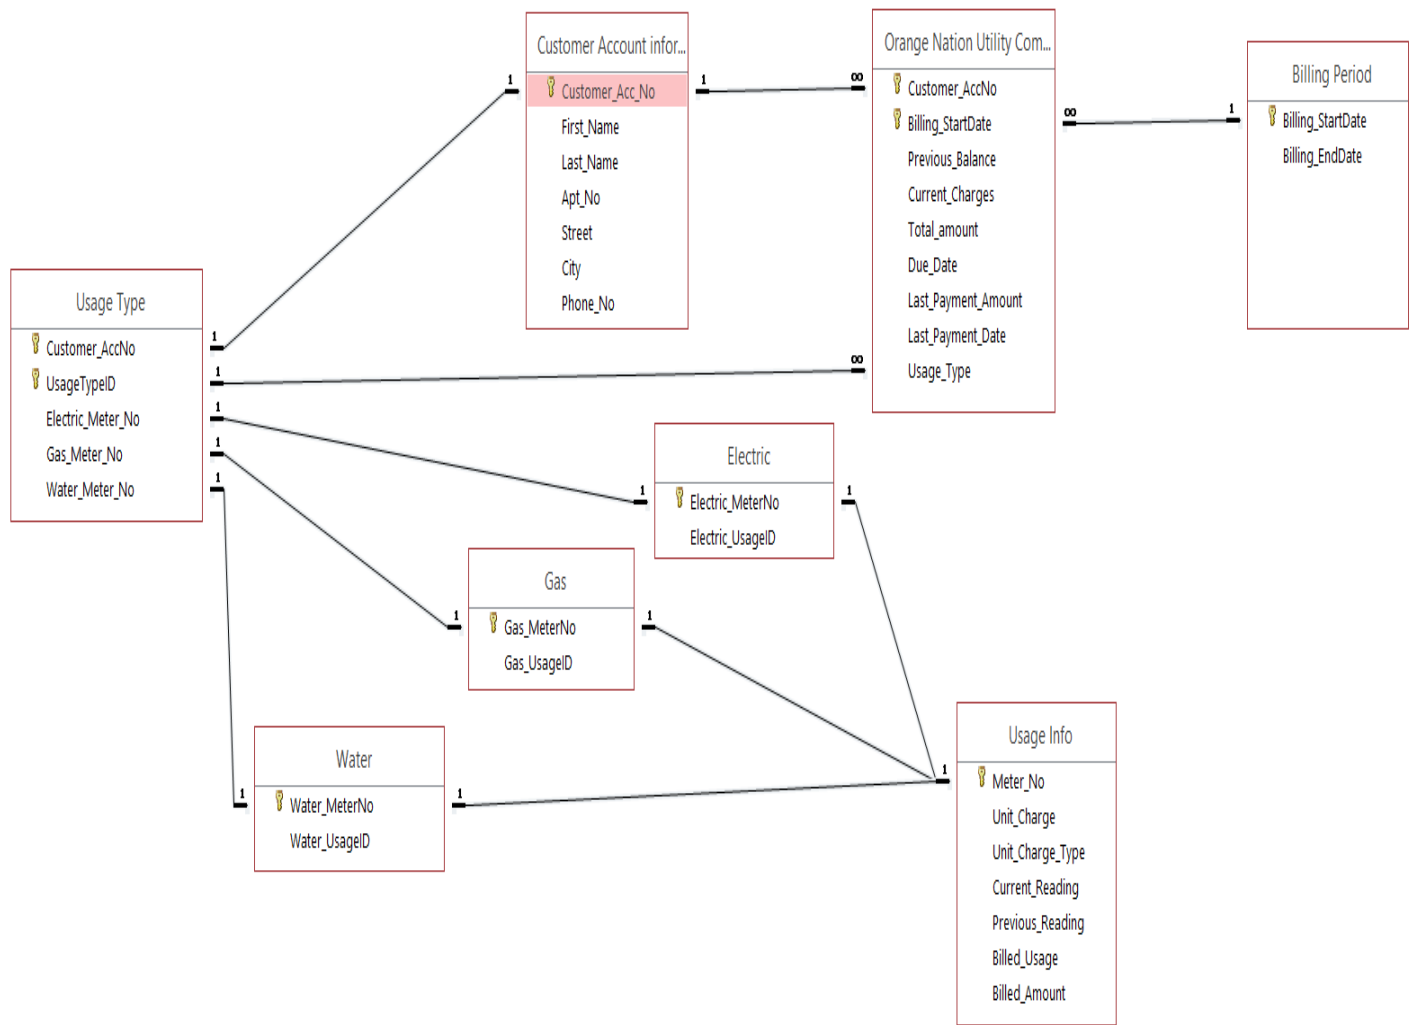 Customer Account infor...
1
Customer_Acc_No
1
First_Name
Last_Name
Apt_No
Street
City
Phone_No
Orange Nation Utility Com...
00
Customer_AccNo
Billing_StartDate
00
Previous_Balance
Current_Charges
Total_amount
Due_Date
Last_Payment_Amount
Last_Payment_Date
00
Usage_Type
Billing Period
1
Billing_StartDate
Billing_EndDate
Usage Type
Customer_AccNo
1
UsageTypeID
1
Electric_Meter_No
1
Gas_Meter_No
1
Water_Meter_No
1
Electric
1
Electric_MeterNo
1
Electric_UsageID
Gas
1
Gas_MeterNo
1
Gas_UsageID
Water
1
Water_MeterNo
1
Water_UsageID
Usage Info
1
Meter_No
Unit_Charge
Unit_Charge_Type
Current_Reading
Previous_Reading
Billed_Usage
Billed_Amount